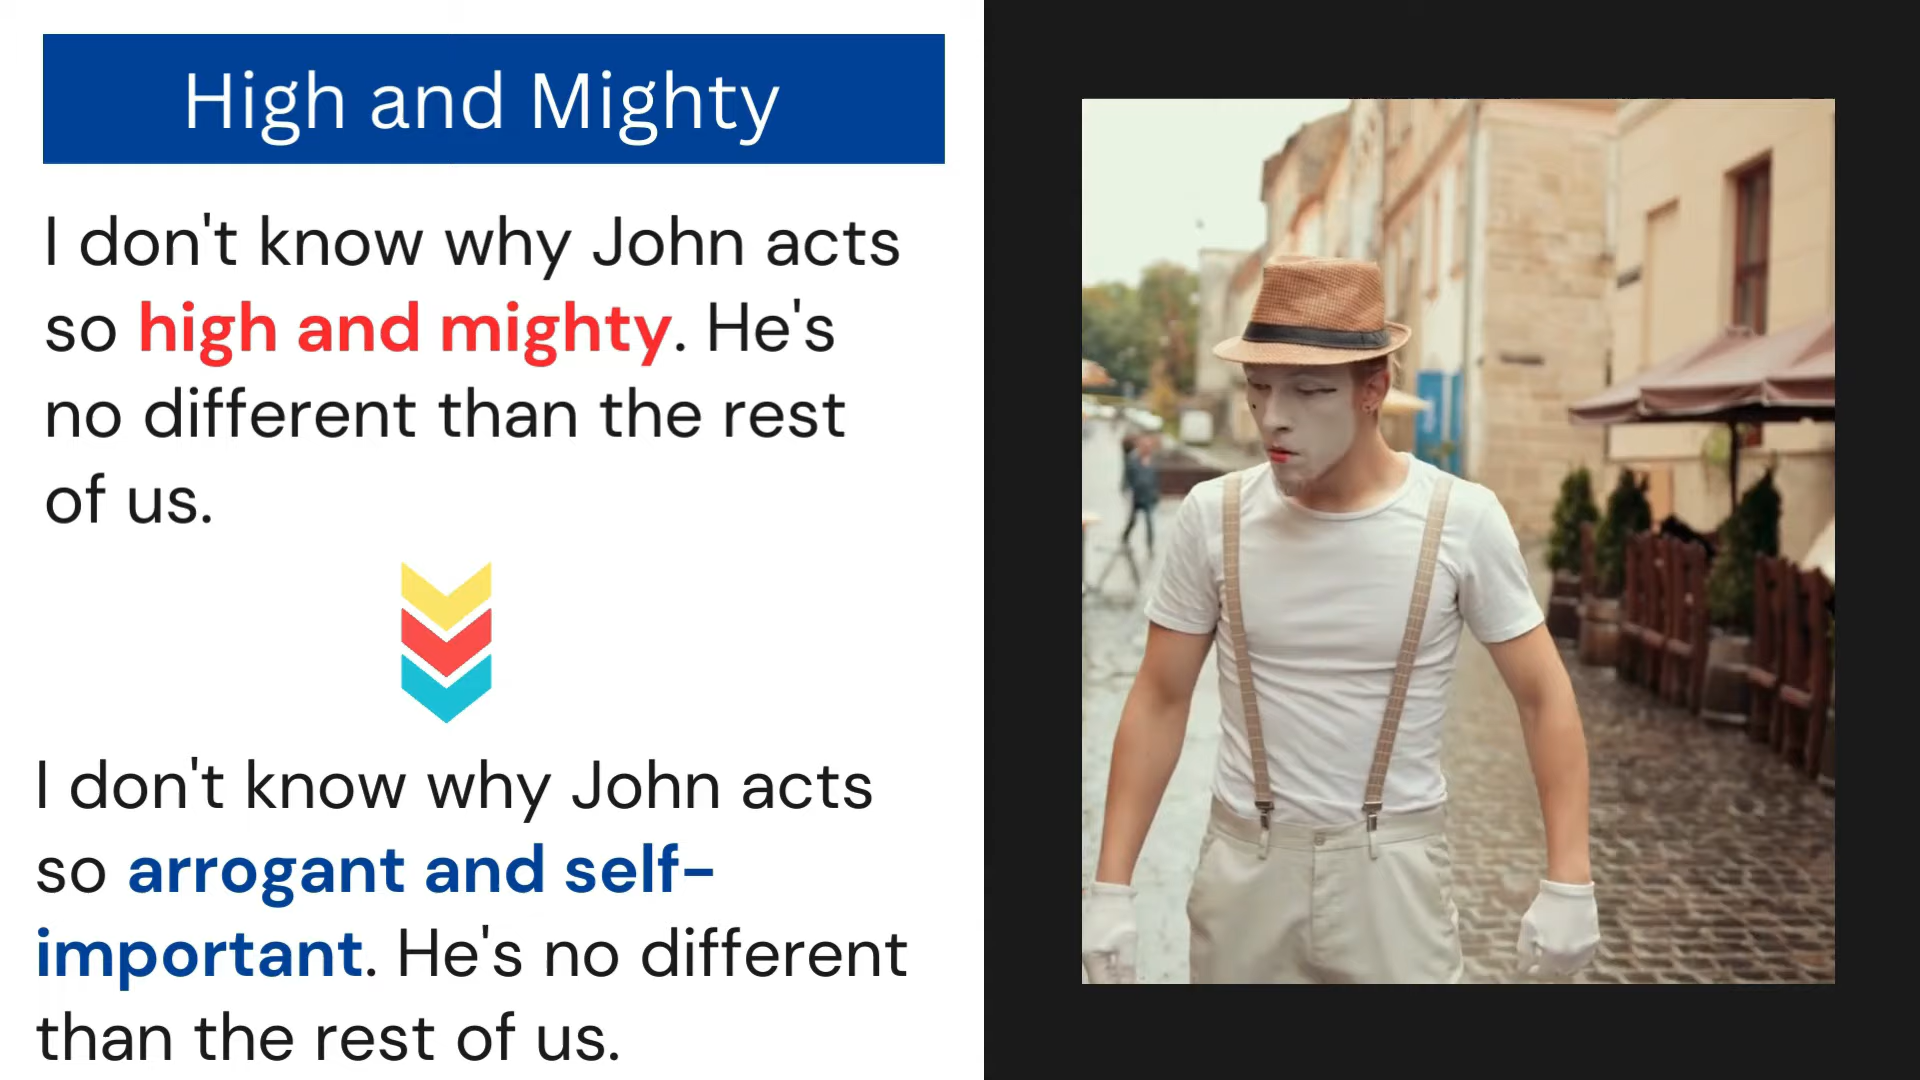 High and Mighty
I don't know why John acts
so high and mighty. He's
no different than the rest
of us.
I don't know why John acts
so arrogant and self-
important. He's no different
than the rest of us.